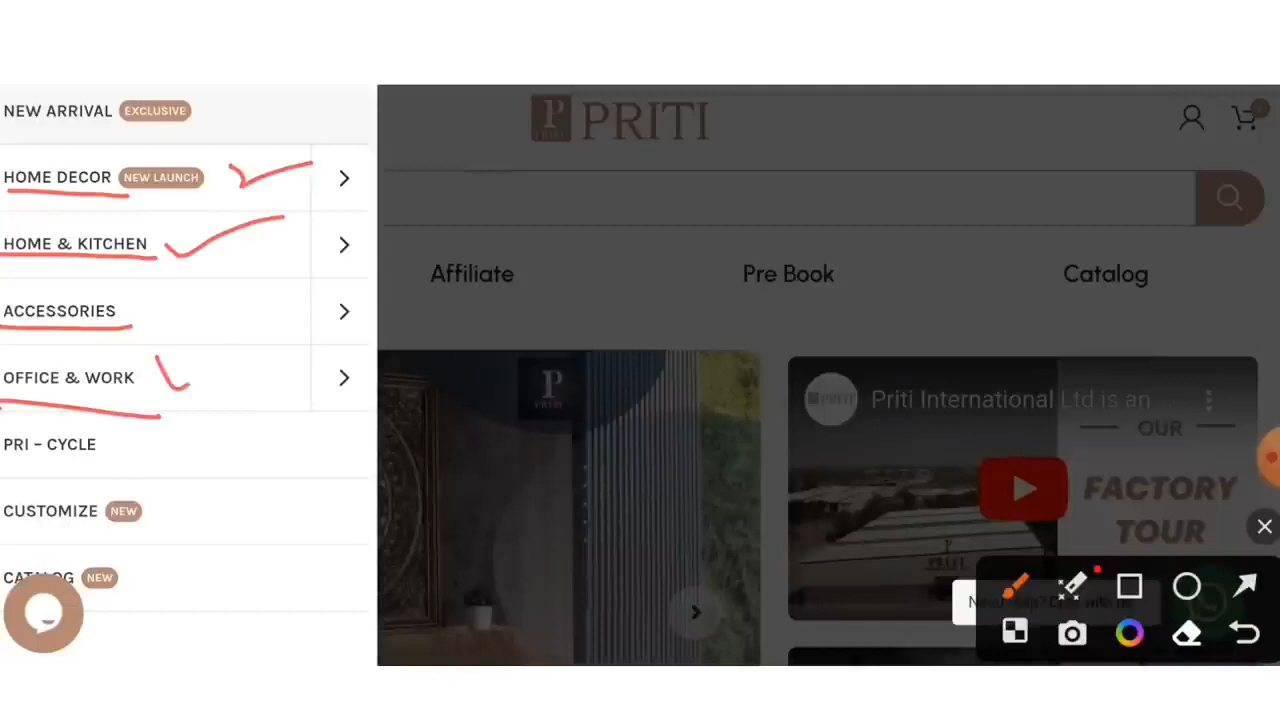 NEW ARRIVAL EXCLUSIVE
HOME DECOR NEW LAUNCH
HOME & KITCHEN
ACCESSORIES
OFFICE & WORK
PRI – CYCLE
CUSTOMIZE NEW
NEW
P PRITI
Affiliate Pre Book Catalog
P
PRITI
Priti International Ltd is an ...
OUR
FACTORY
TOUR